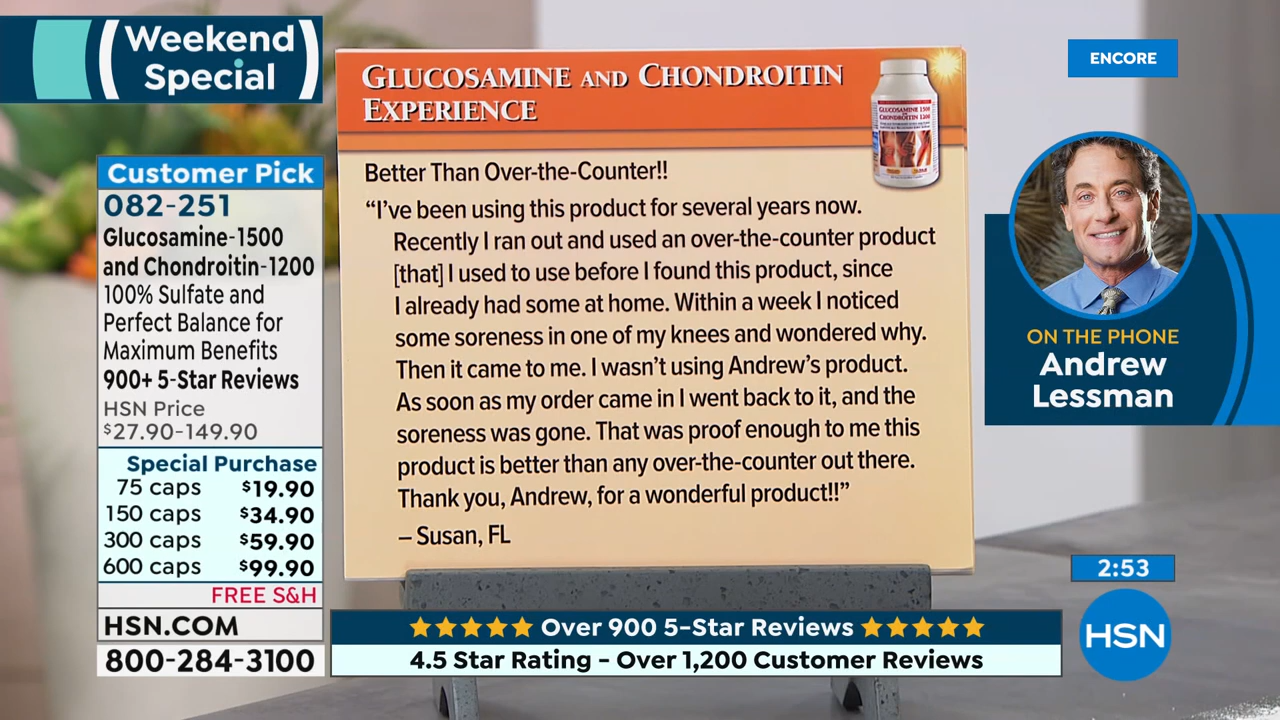 (Weekend
Special)
ENCORE
GLUCOSAMINE AND CHONDROITIN
EXPERIENCE
GLUCOSAMINE 1500
CHONDROITIN 1200
Better Than Over-the-Counter!!
“I’ve been using this product for several years now.
Recently I ran out and used an over-the-counter product
[that] I used to use before I found this product, since
I already had some at home. Within a week I noticed
some soreness in one of my knees and wondered why.
Then it came to me. I wasn’t using Andrew’s product.
As soon as my order came in I went back to it, and the
soreness was gone. That was proof enough to me this
product is better than any over-the-counter out there.
Thank you, Andrew, for a wonderful product!!”
– Susan, FL
Customer Pick
082-251
Glucosamine-1500
and Chondroitin-1200
100% Sulfate and
Perfect Balance for
Maximum Benefits
900+ 5-Star Reviews
HSN Price
$27.90-149.90
Special Purchase
75 caps $19.90
150 caps $34.90
300 caps $59.90
600 caps $99.90
FREE S&H
HSN.COM
800-284-3100
ON THE PHONE
Andrew
Lessman
2:53
HSN
Over 900 5-Star Reviews
4.5 Star Rating - Over 1,200 Customer Reviews